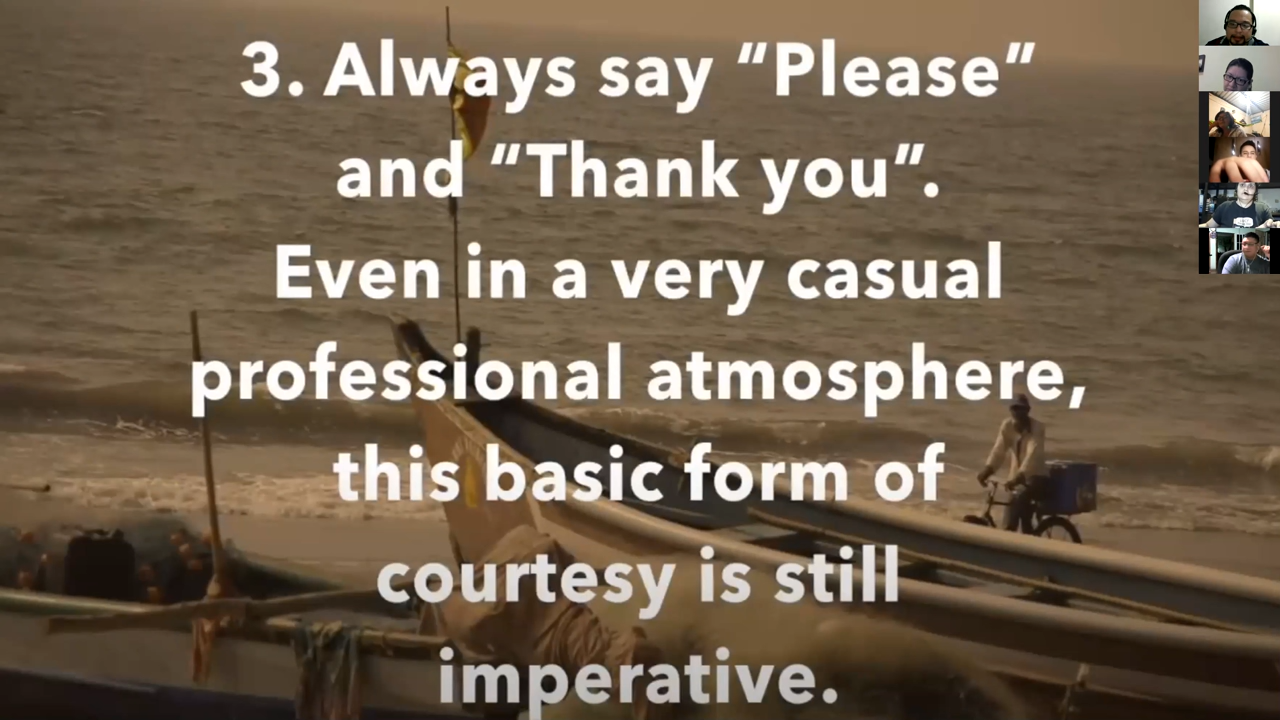 3. Always say “Please”
and “Thank you”.
Even in a very casual
professional atmosphere,
this basic form of
courtesy is still
imperative.